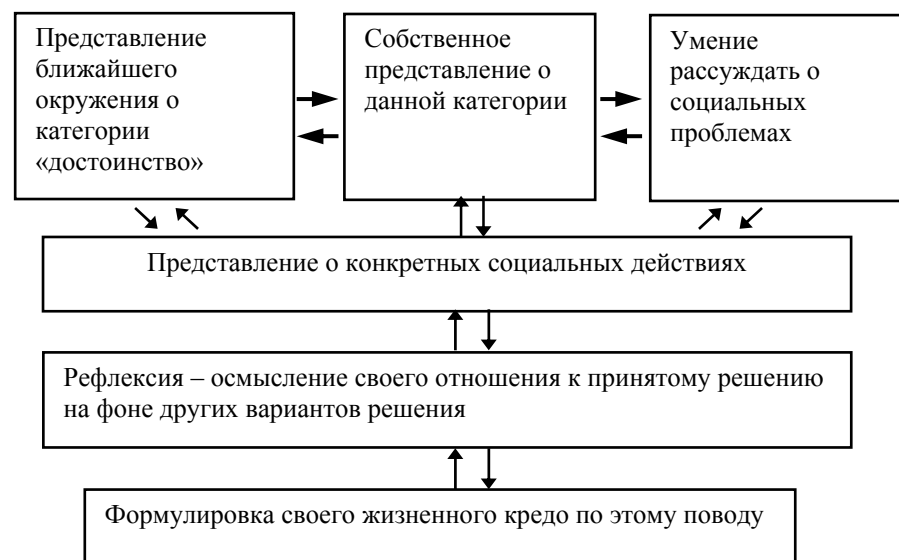 Представление
ближайшего
окружения о
категории
«достоинство»
Собственное
представление о
данной категории
Умение
рассуждать о
социальных
проблемах
Представление о конкретных социальных действиях
Рефлексия – осмысление своего отношения к принятому решению
на фоне других вариантов решения
Формулировка своего жизненного кредо по этому поводу